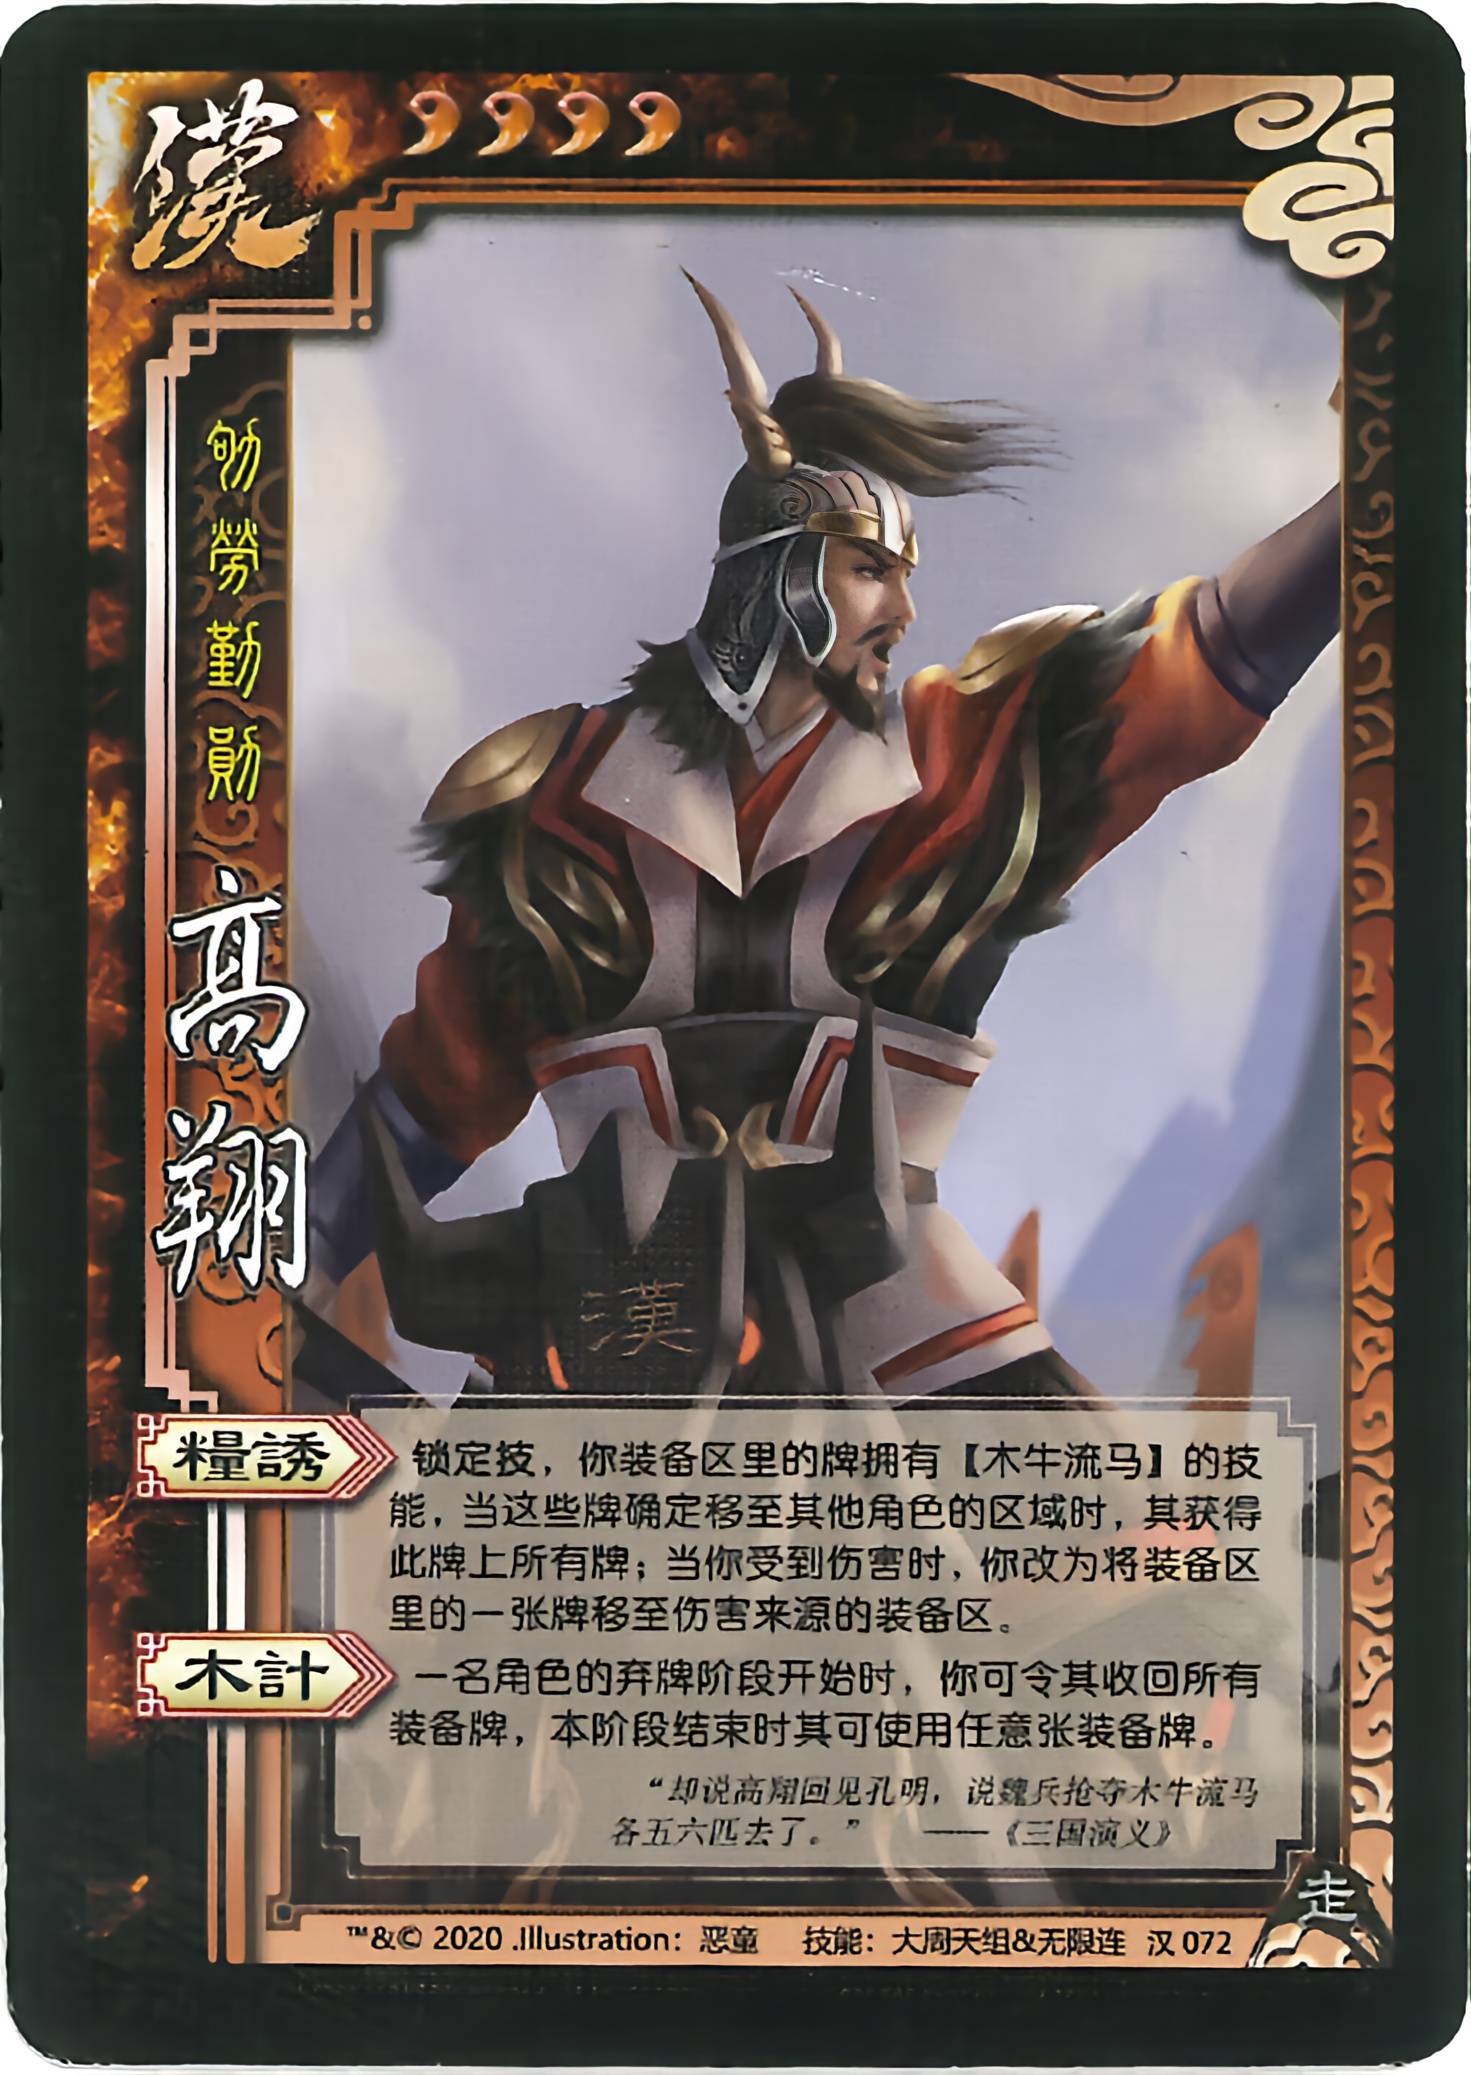 漢
劬勞勤勛
高翔
漢
糧誘
锁定技，你装备区里的牌拥有【木牛流马】的技
能，当这些牌确定移至其他角色的区域时，其获得
此牌上所有牌；当你受到伤害时，你改为将装备区
里的一张牌移至伤害来源的装备区。
木計
一名角色的弃牌阶段开始时，你可令其收回所有
装备牌，本阶段结束时其可使用任意张装备牌。
“却说高翔回见孔明，说魏兵抢夺木牛流马
各五六匹去了。” ——《三国演义》
走
™&© 2020 .Illustration：恶童 技能：大周天组&无限连 汉 072